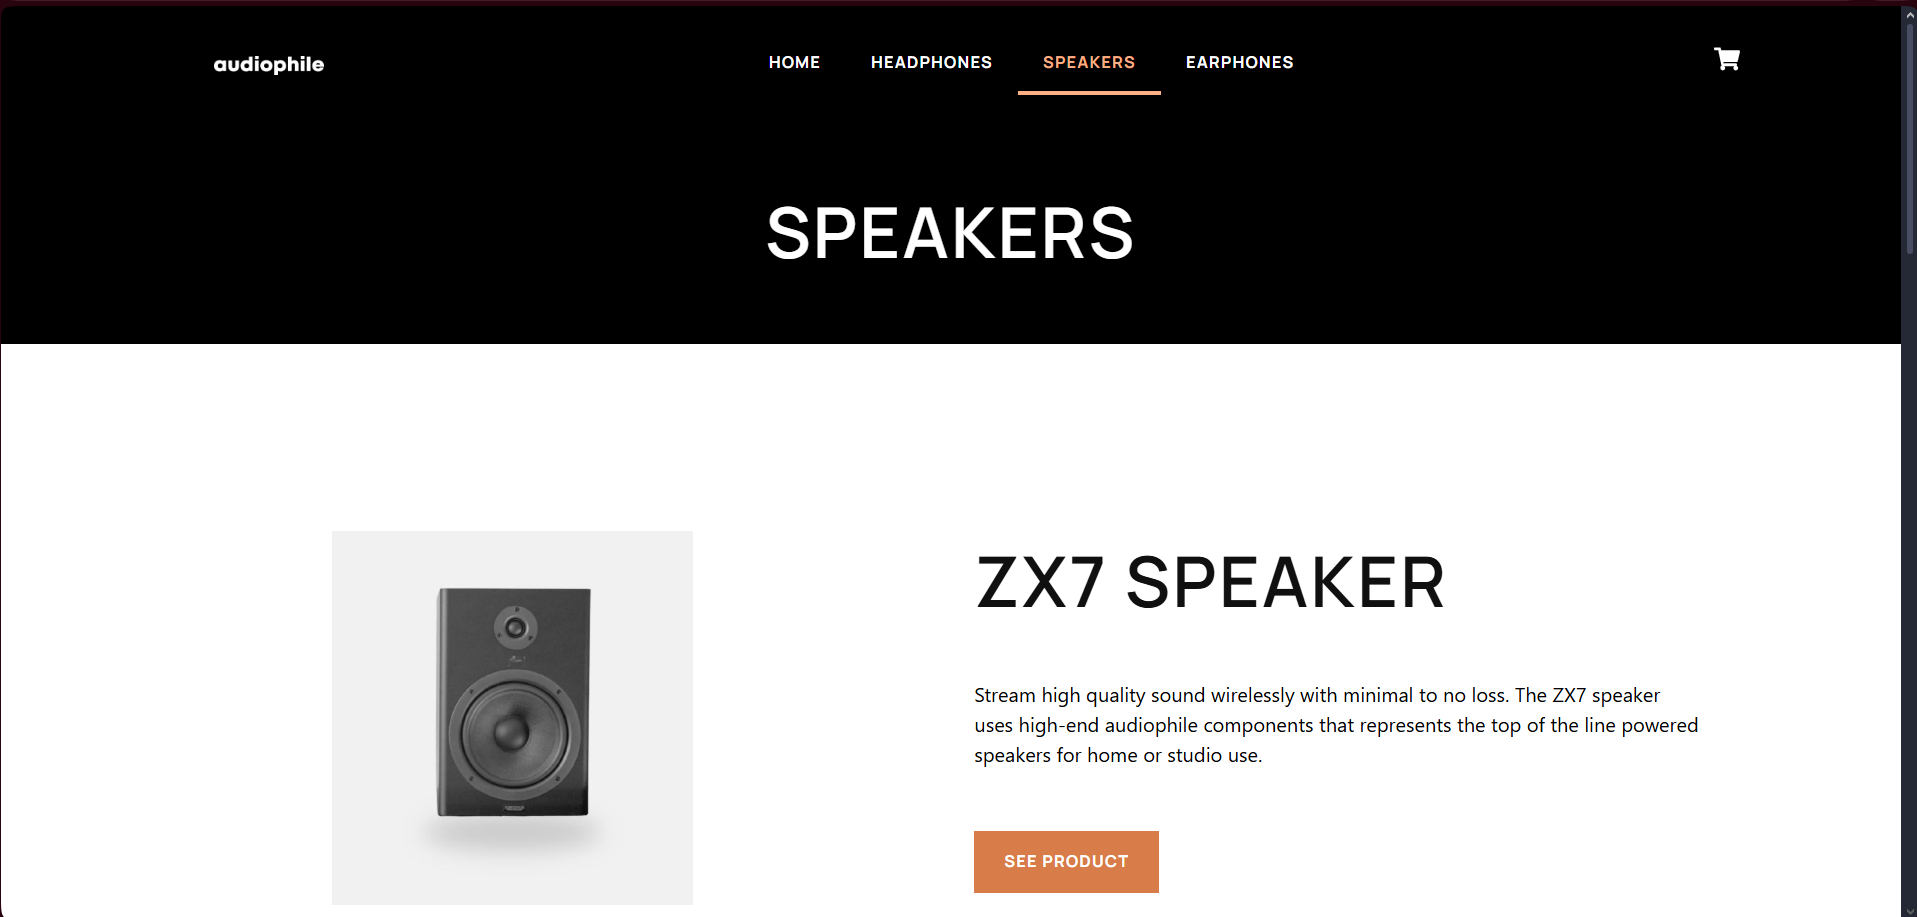 audiophile
HOME HEADPHONES SPEAKERS EARPHONES
SPEAKERS
ZX7 SPEAKER
Stream high quality sound wirelessly with minimal to no loss. The ZX7 speaker
uses high-end audiophile components that represents the top of the line powered
speakers for home or studio use.
SEE PRODUCT